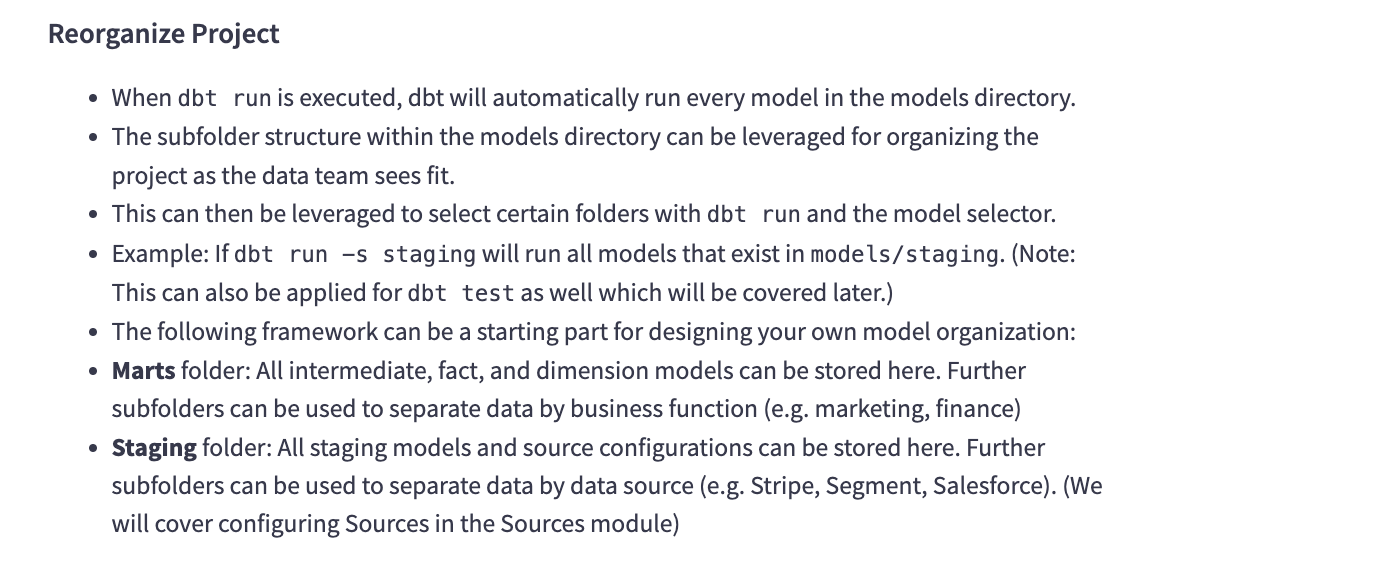 Reorganize Project
• When dbt run is executed, dbt will automatically run every model in the models directory.
• The subfolder structure within the models directory can be leveraged for organizing the
project as the data team sees fit.
• This can then be leveraged to select certain folders with dbt run and the model selector.
• Example: If dbt run –s staging will run all models that exist in models/staging. (Note:
This can also be applied for dbt test as well which will be covered later.)
• The following framework can be a starting part for designing your own model organization:
• Marts folder: All intermediate, fact, and dimension models can be stored here. Further
subfolders can be used to separate data by business function (e.g. marketing, finance)
• Staging folder: All staging models and source configurations can be stored here. Further
subfolders can be used to separate data by data source (e.g. Stripe, Segment, Salesforce). (We
will cover configuring Sources in the Sources module)